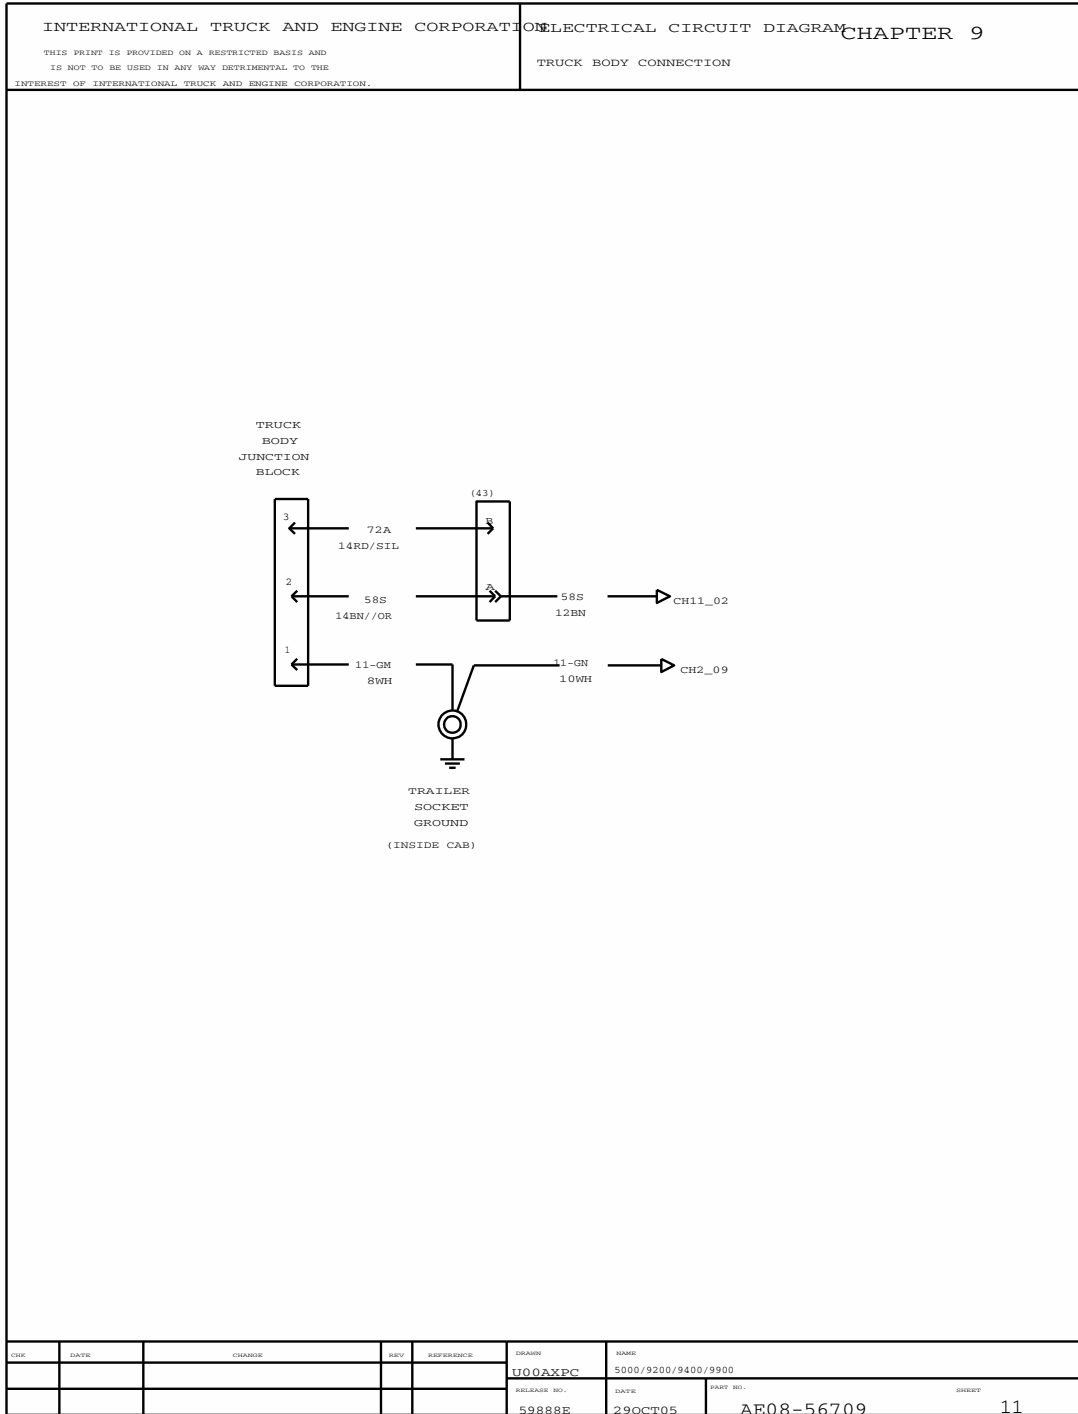 INTERNATIONAL TRUCK AND ENGINE CORPORATION
THIS PRINT IS PROVIDED ON A RESTRICTED BASIS AND
IS NOT TO BE USED IN ANY WAY DETRIMENTAL TO THE
INTEREST OF INTERNATIONAL TRUCK AND ENGINE CORPORATION.
ELECTRICAL CIRCUIT DIAGRAM
TRUCK BODY CONNECTION
CHAPTER 9
TRUCK
BODY
JUNCTION
BLOCK
(43)
3
72A
B
14RD/SIL
2
58S
A
58S
CH11_02
14BN//OR
12BN
1
11-GM
11-GN
CH2_09
8WH
10WH
TRAILER
SOCKET
GROUND
(INSIDE CAB)
CHK DATE CHANGE REV REFERENCE
DRAWN
U00AXPC
NAME
5000/9200/9400/9900
RELEASE NO.
59888E
DATE
29OCT05
PART NO.
AE08-56709
SHEET
11